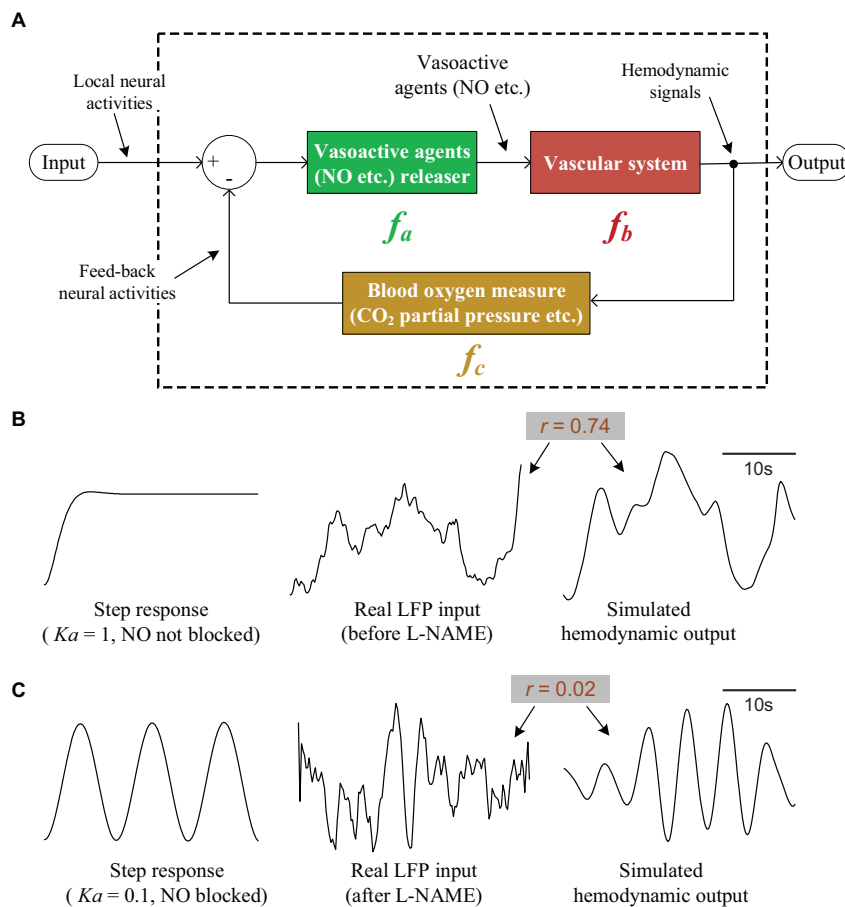 A
Local neural
activities
Vasoactive
agents (NO etc.)
Hemodynamic
signals
Input
+
-
Vasoactive agents
(NO etc.) releaser
Vascular system
Output
fa
fb
Feed-back
neural activities
Blood oxygen measure
(CO₂ partial pressure etc.)
fc
B
r = 0.74
10s
Step response
( Ka = 1, NO not blocked)
Real LFP input
(before L-NAME)
Simulated
hemodynamic output
C
r = 0.02
10s
Step response
( Ka = 0.1, NO blocked)
Real LFP input
(after L-NAME)
Simulated
hemodynamic output